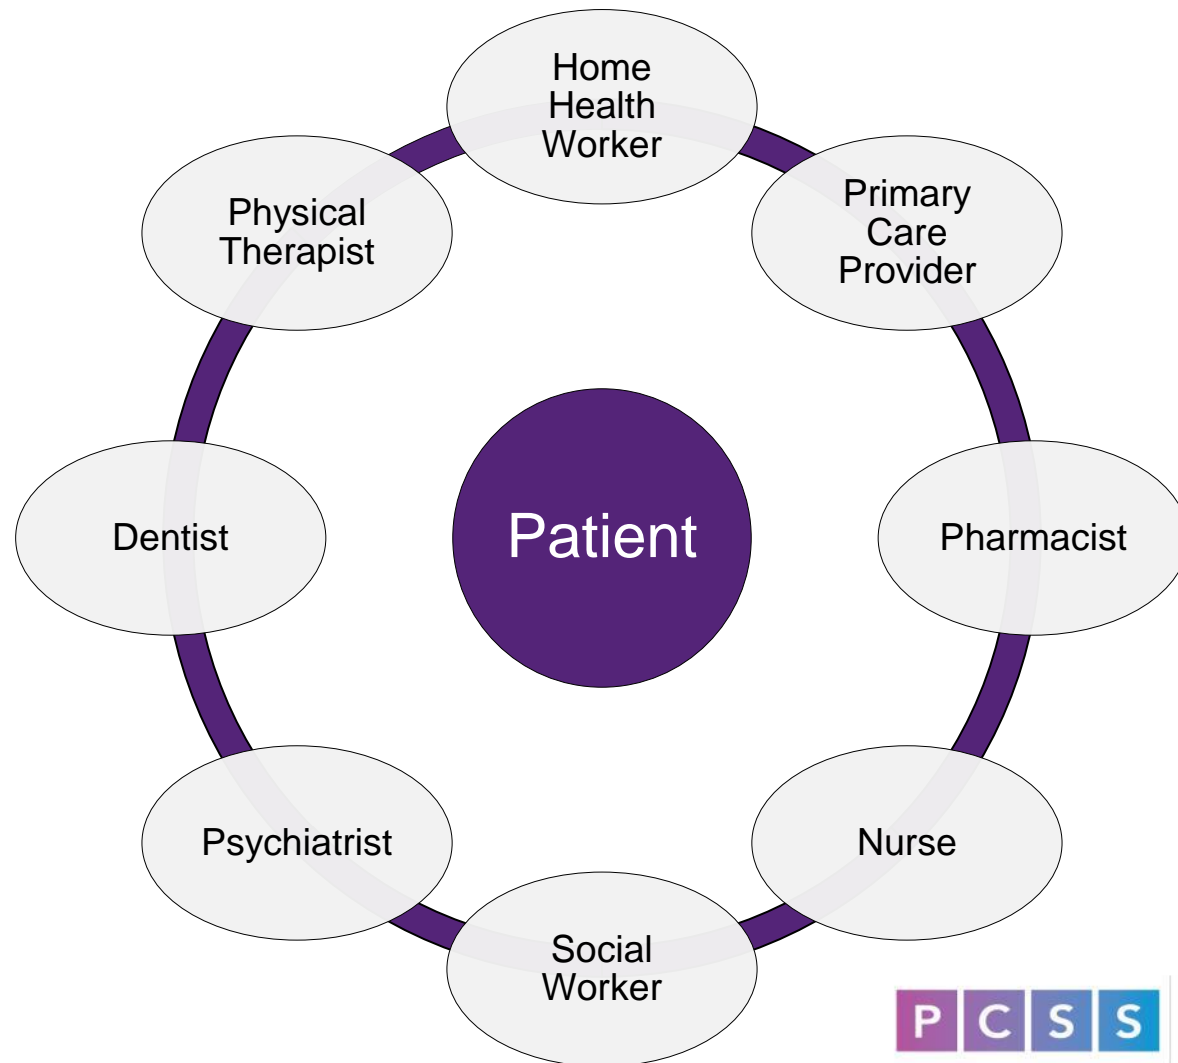 Home
Health
Worker
Primary
Care
Provider
Physical
Therapist
Patient
Dentist
Pharmacist
Psychiatrist
Nurse
Social
Worker
P C S S